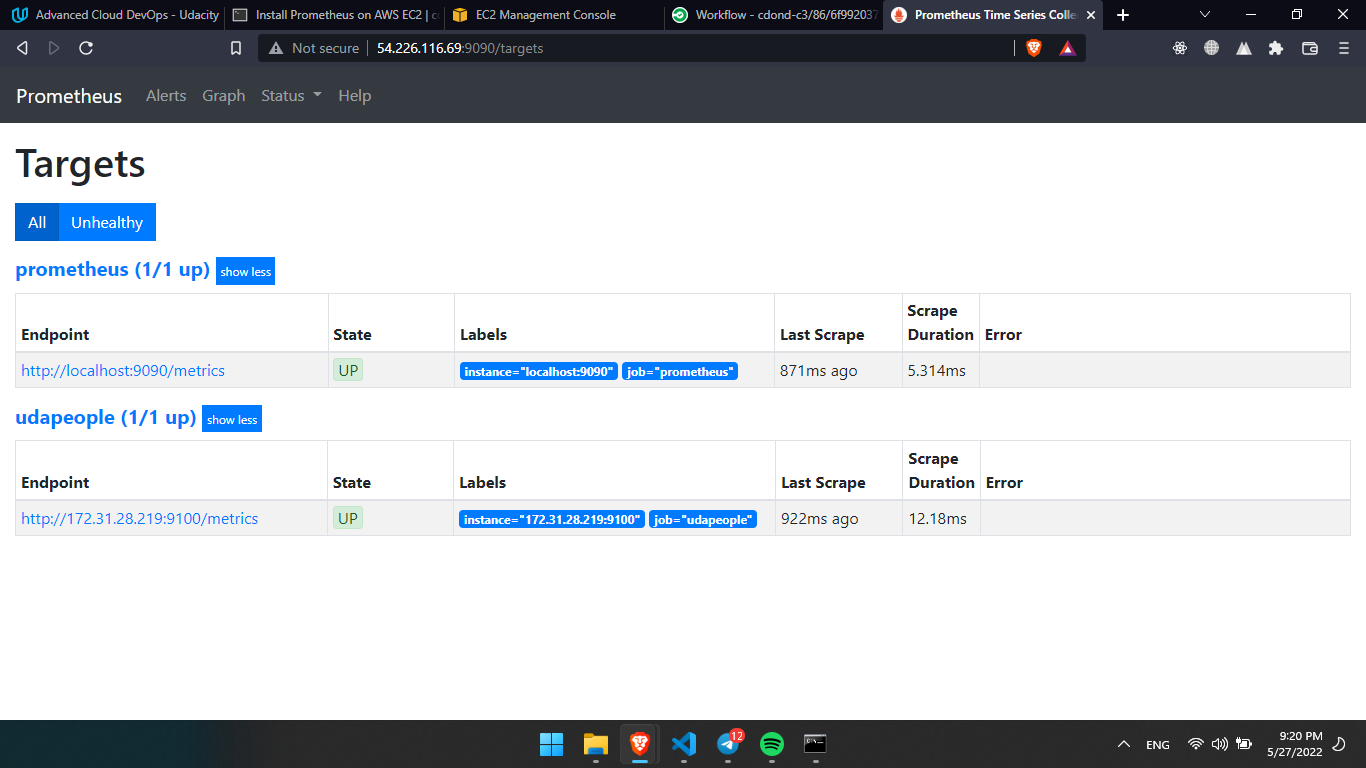 Advanced Cloud DevOps - Udacity
Install Prometheus on AWS EC2 | c
EC2 Management Console
Workflow - cdond-c3/86/6f992037
Prometheus Time Series Colle
Not secure
54.226.116.69:9090/targets
Prometheus
Alerts
Graph
Status
Help
Targets
All
Unhealthy
prometheus (1/1 up)
show less
Endpoint
State
Labels
Last Scrape
Scrape
Duration
Error
http://localhost:9090/metrics
UP
instance="localhost:9090"
job="prometheus"
871ms ago
5.314ms
udapeople (1/1 up)
show less
Endpoint
State
Labels
Last Scrape
Scrape
Duration
Error
http://172.31.28.219:9100/metrics
UP
instance="172.31.28.219:9100"
job="udapeople"
922ms ago
12.18ms
12
ENG
9:20 PM
5/27/2022